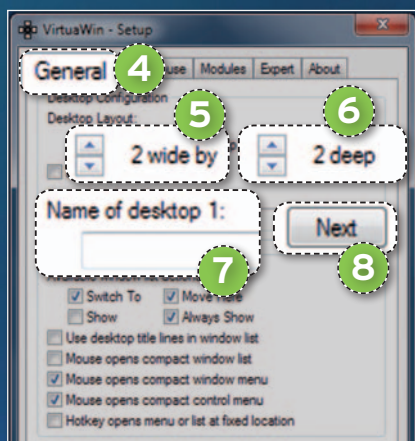 VirtuaWin - Setup
General 4 use Modules Expert About
Desktop Configuration
Desktop Layout:
5 6
2 wide by 2 deep
Name of desktop 1: Next
7 8
Switch To Move Here
Show Always Show
Use desktop title lines in window list
Mouse opens compact window list
Mouse opens compact window menu
Mouse opens compact control menu
Hotkey opens menu or list at fixed location